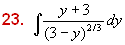 23. ∫ (y + 3)/(3 − y)^{2/3} dy